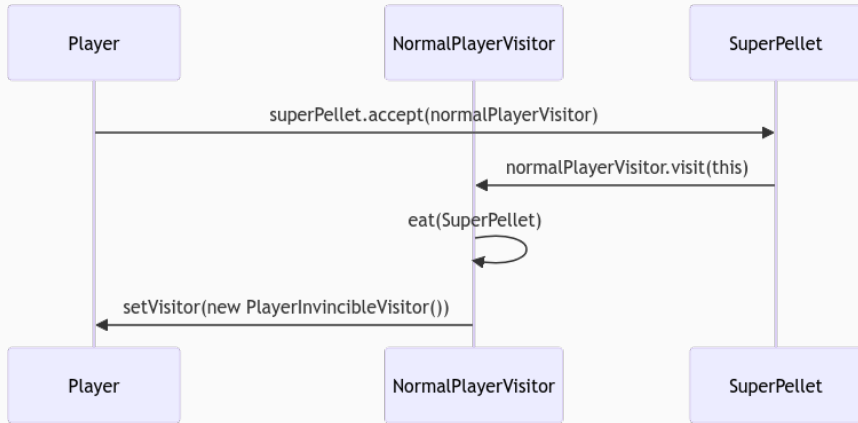 Player
NormalPlayerVisitor
SuperPellet
superPellet.accept(normalPlayerVisitor)
normalPlayerVisitor.visit(this)
eat(SuperPellet)
setVisitor(new PlayerInvincibleVisitor())
Player
NormalPlayerVisitor
SuperPellet